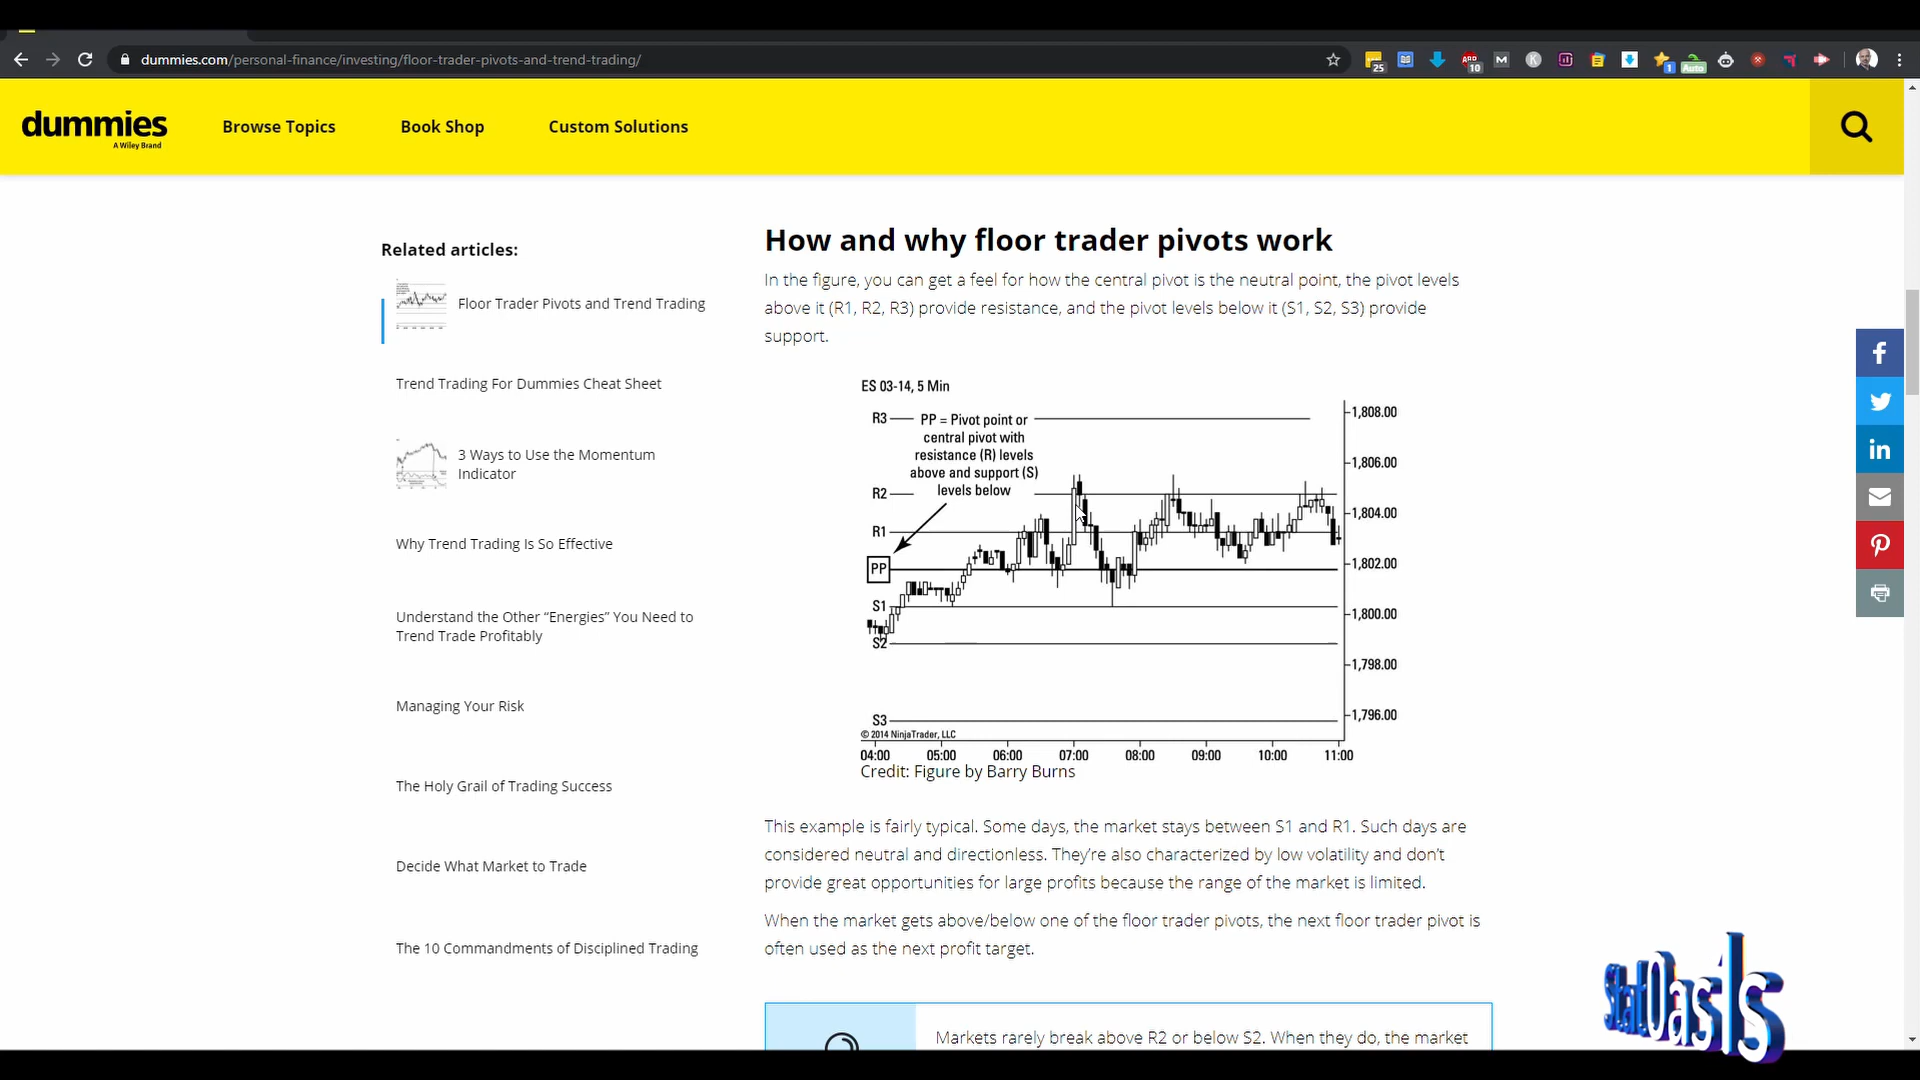 dummies.com/personal-finance/investing/floor-trader-pivots-and-trend-trading/
25
10
1
Auto
dummies
A Wiley Brand
Browse Topics
Book Shop
Custom Solutions
Related articles:
Floor Trader Pivots and Trend Trading
Trend Trading For Dummies Cheat Sheet
3 Ways to Use the Momentum
Indicator
Why Trend Trading Is So Effective
Understand the Other “Energies” You Need to
Trend Trade Profitably
Managing Your Risk
The Holy Grail of Trading Success
Decide What Market to Trade
The 10 Commandments of Disciplined Trading
How and why floor trader pivots work
In the figure, you can get a feel for how the central pivot is the neutral point, the pivot levels
above it (R1, R2, R3) provide resistance, and the pivot levels below it (S1, S2, S3) provide
support.
ES 03-14, 5 Min
R3
PP = Pivot point or
central pivot with
resistance (R) levels
above and support (S)
levels below
R2
R1
PP
S1
S2
S3
1,808.00
1,806.00
1,804.00
1,802.00
1,800.00
1,798.00
1,796.00
© 2014 NinjaTrader, LLC
04:00 05:00 06:00 07:00 08:00 09:00 10:00 11:00
Credit: Figure by Barry Burns
This example is fairly typical. Some days, the market stays between S1 and R1. Such days are
considered neutral and directionless. They’re also characterized by low volatility and don’t
provide great opportunities for large profits because the range of the market is limited.
When the market gets above/below one of the floor trader pivots, the next floor trader pivot is
often used as the next profit target.
Markets rarely break above R2 or below S2. When they do, the market
StatOasis